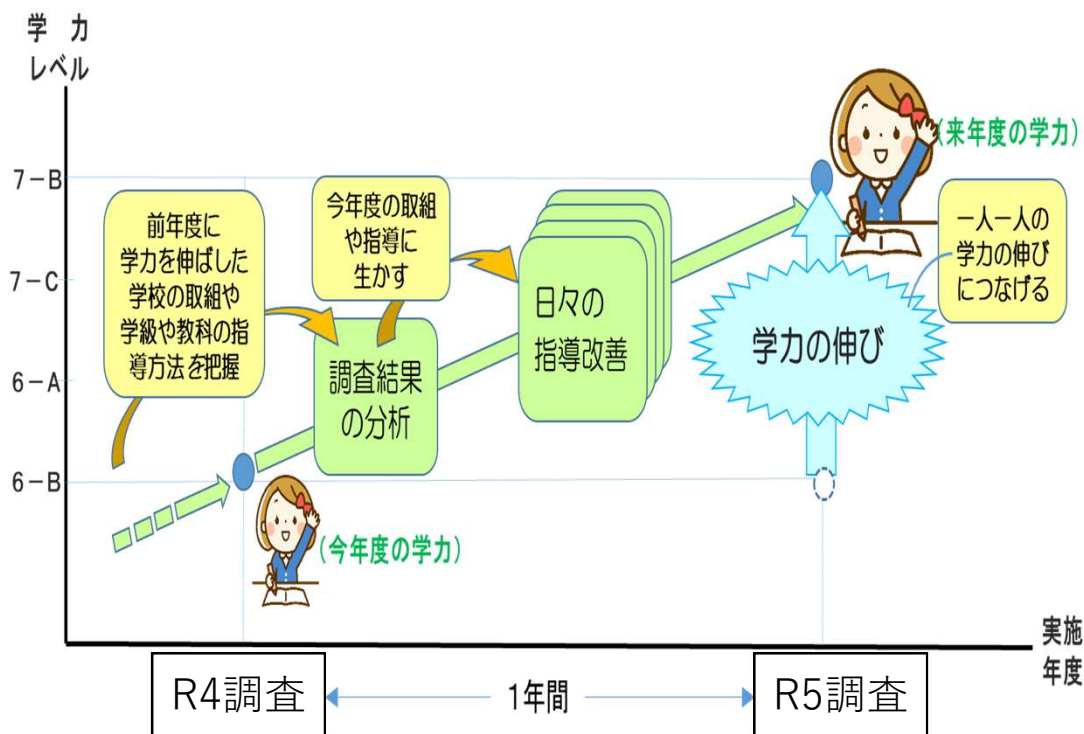 学 力
レベル
7-B
7-C
6-A
6-B
前年度に
学力を伸ばした
学校の取組や
学級や教科の指
導方法を把握
今年度の取組
や指導に
生かす
調査結果
の分析
日々の
指導改善
(今年度の学力)
(来年度の学力)
一人一人の
学力の伸び
につなげる
学力の伸び
実施
年度
R4調査
1年間
R5調査